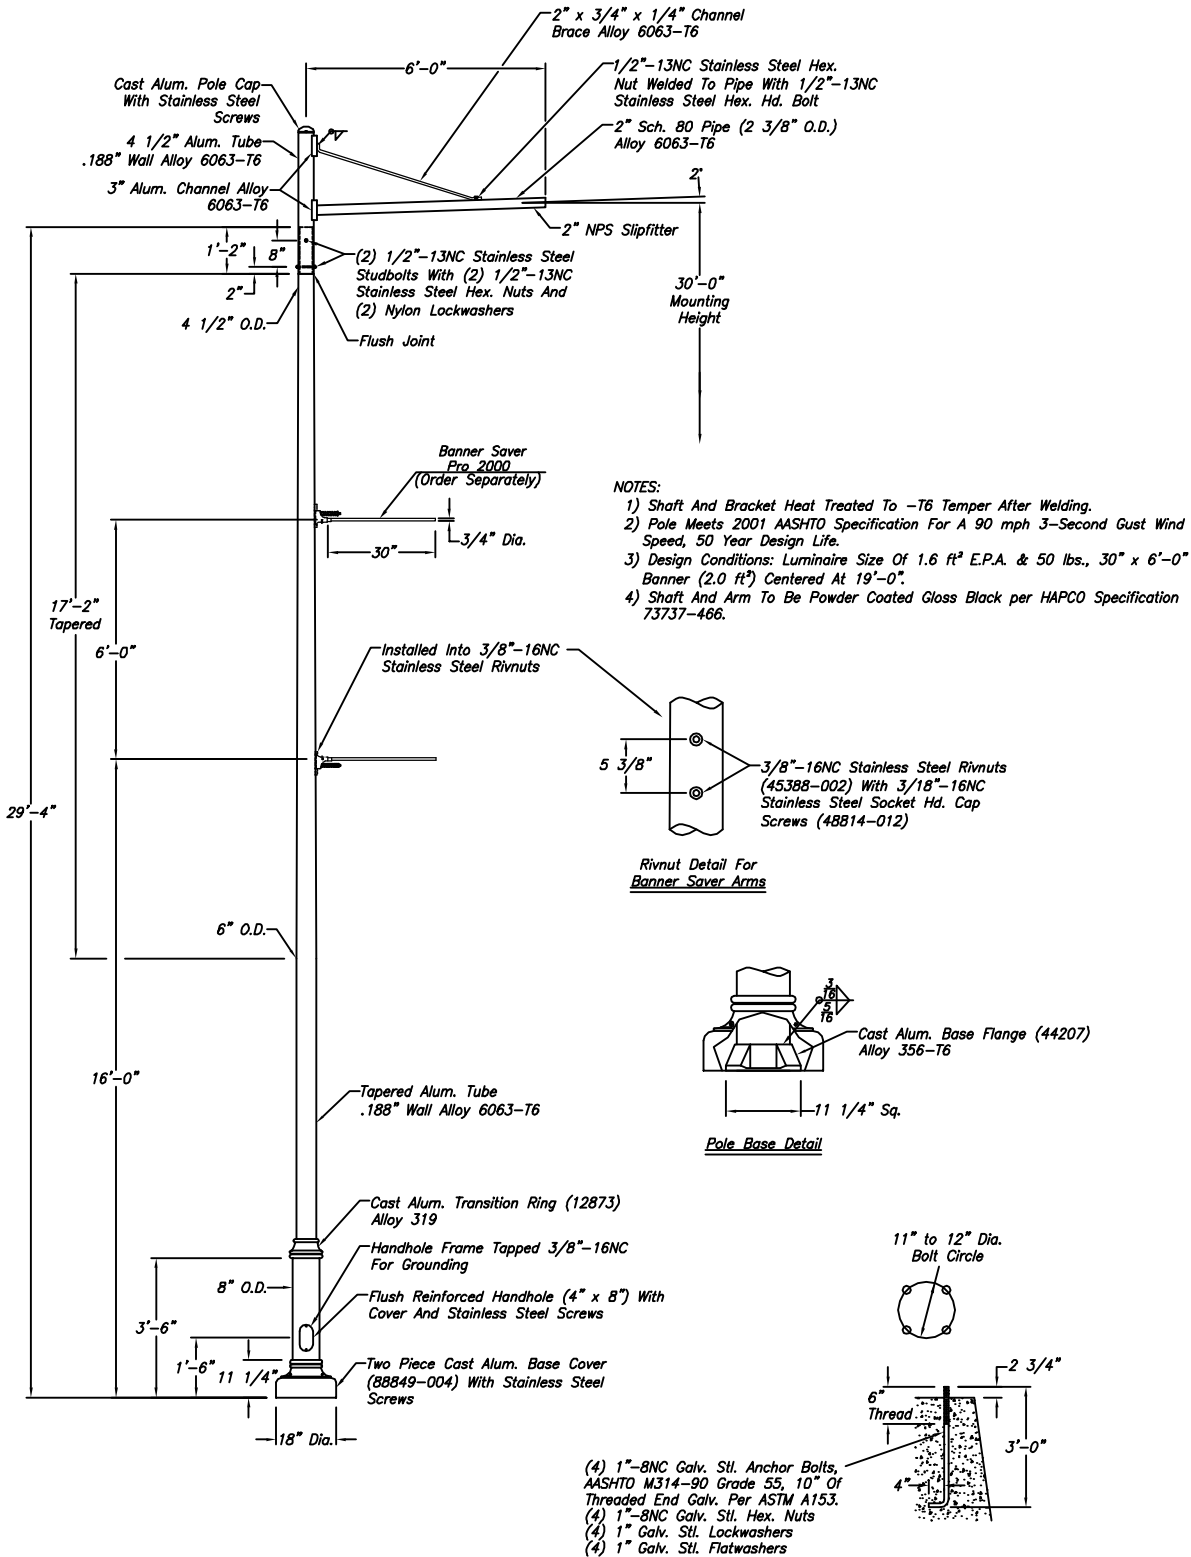 2" x 3/4" x 1/4" Channel
Brace Alloy 6063-T6
6'-0"
1/2"-13NC Stainless Steel Hex.
Nut Welded To Pipe With 1/2"-13NC
Stainless Steel Hex. Hd. Bolt
Cast Alum. Pole Cap
With Stainless Steel
Screws
2" Sch. 80 Pipe (2 3/8" O.D.)
Alloy 6063-T6
4 1/2" Alum. Tube
.188" Wall Alloy 6063-T6
3" Alum. Channel Alloy
6063-T6
2°
2" NPS Slipfitter
1'-2"
8"
2"
(2) 1/2"-13NC Stainless Steel
Studbolts With (2) 1/2"-13NC
Stainless Steel Hex. Nuts And
(2) Nylon Lockwashers
30'-0"
Mounting
Height
4 1/2" O.D.
Flush Joint
Banner Saver
Pro 2000
(Order Separately)
3/4" Dia.
30"
NOTES:
1) Shaft And Bracket Heat Treated To -T6 Temper After Welding.
2) Pole Meets 2001 AASHTO Specification For A 90 mph 3-Second Gust Wind
Speed, 50 Year Design Life.
3) Design Conditions: Luminaire Size Of 1.6 ft² E.P.A. & 50 lbs., 30" x 6'-0"
Banner (2.0 ft²) Centered At 19'-0".
4) Shaft And Arm To Be Powder Coated Gloss Black per HAPCO Specification
73737-466.
17'-2"
Tapered
6'-0"
Installed Into 3/8"-16NC
Stainless Steel Rivnuts
5 3/8"
3/8"-16NC Stainless Steel Rivnuts
(45388-002) With 3/18"-16NC
Stainless Steel Socket Hd. Cap
Screws (48814-012)
29'-4"
Rivnut Detail For
Banner Saver Arms
6" O.D.
3/16
5/16
Cast Alum. Base Flange (44207)
Alloy 356-T6
16'-0"
11 1/4" Sq.
Tapered Alum. Tube
.188" Wall Alloy 6063-T6
Pole Base Detail
Cast Alum. Transition Ring (12873)
Alloy 319
Handhole Frame Tapped 3/8"-16NC
For Grounding
8" O.D.
Flush Reinforced Handhole (4" x 8") With
Cover And Stainless Steel Screws
3'-6"
1'-6"
11 1/4"
Two Piece Cast Alum. Base Cover
(88849-004) With Stainless Steel
Screws
18" Dia.
11" to 12" Dia.
Bolt Circle
2 3/4"
6"
Thread
3'-0"
4"
(4) 1"-8NC Galv. Stl. Anchor Bolts,
AASHTO M314-90 Grade 55, 10" Of
Threaded End Galv. Per ASTM A153.
(4) 1"-8NC Galv. Stl. Hex. Nuts
(4) 1" Galv. Stl. Lockwashers
(4) 1" Galv. Stl. Flatwashers